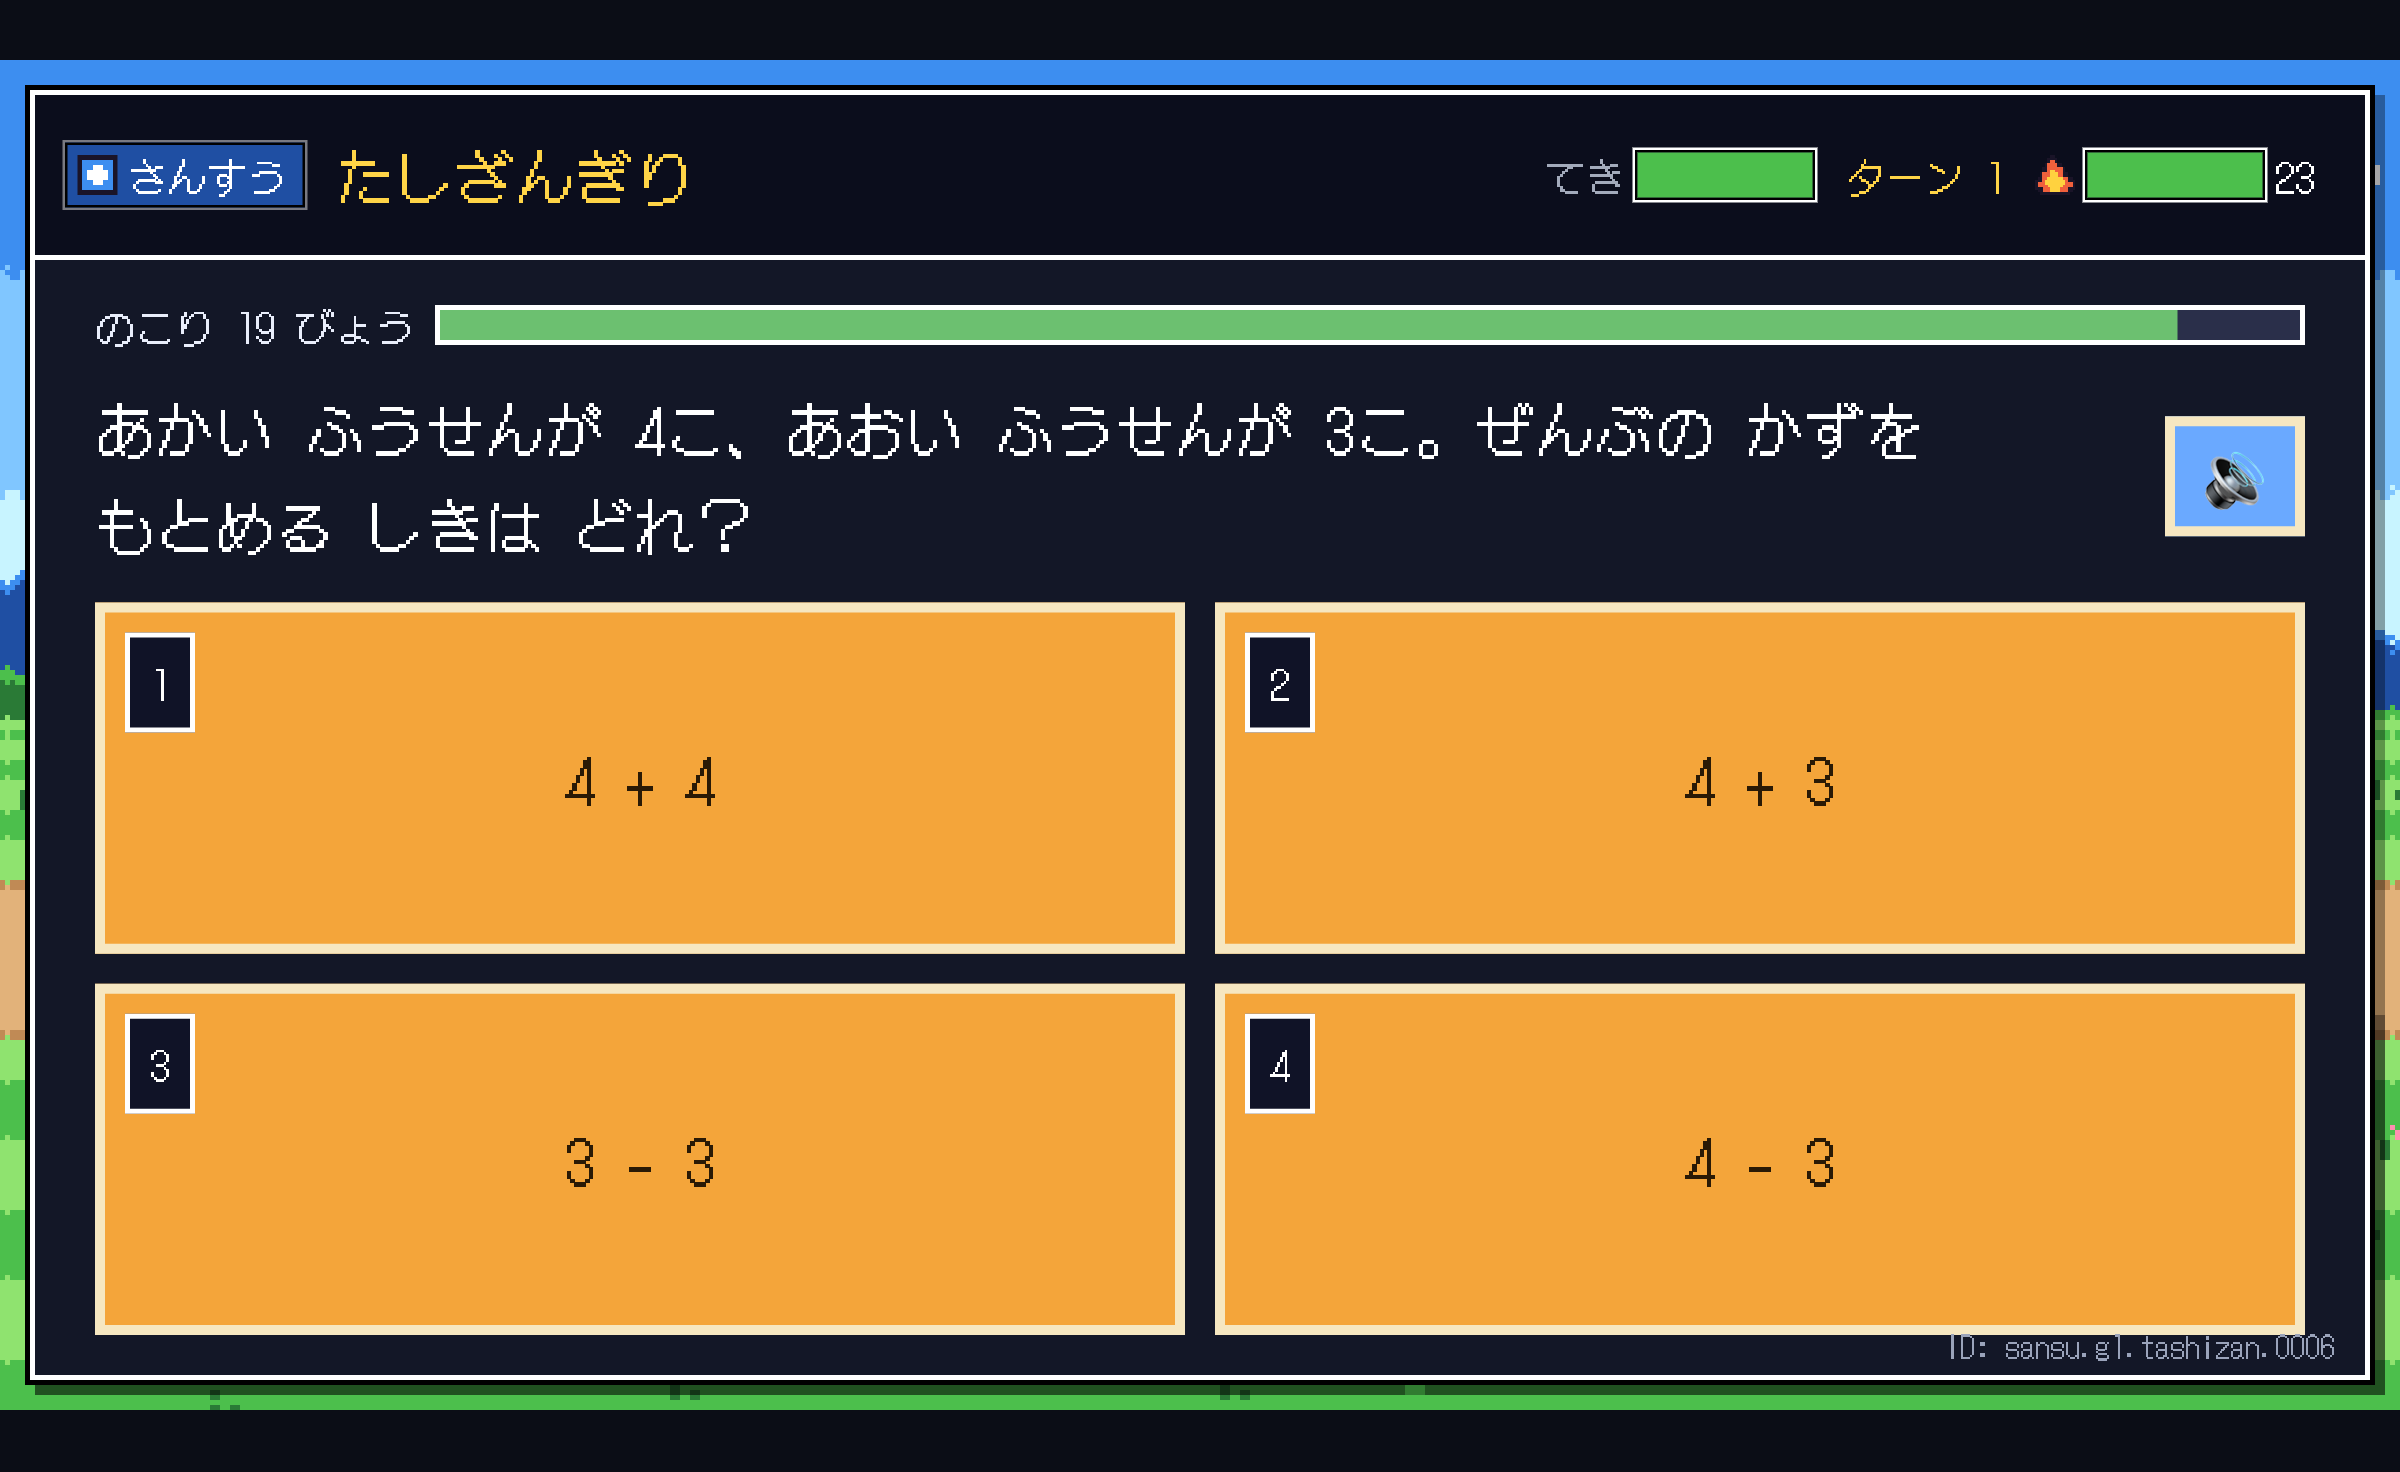 さんすう たしざんぎり てき ターン 1 23
のこり 19 びょう
あかい ふうせんが 4こ、あおい ふうせんが 3こ。ぜんぶの かずを
もとめる しきは どれ？
1
4 + 4
2
4 + 3
3
3 - 3
4
4 - 3
ID: sansu.g1.tashizan.0006